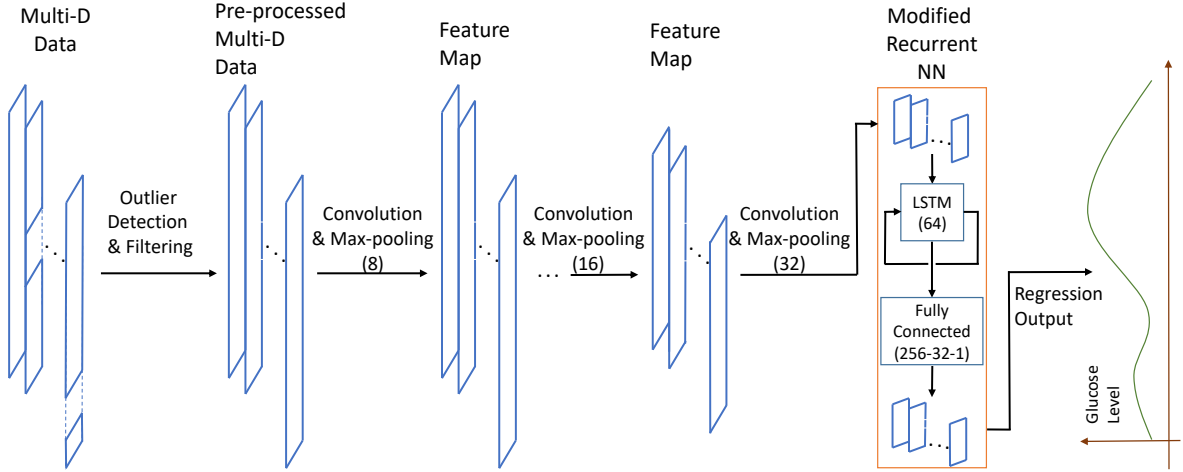 Multi-D
Data
Pre-processed
Multi-D
Data
Feature
Map
Feature
Map
Modified
Recurrent
NN
Outlier
Detection
& Filtering
Convolution
& Max-pooling
(8)
Convolution
& Max-pooling
... (16)
Convolution
& Max-pooling
(32)
LSTM
(64)
Fully
Connected
(256-32-1)
Regression
Output
Glucose
Level